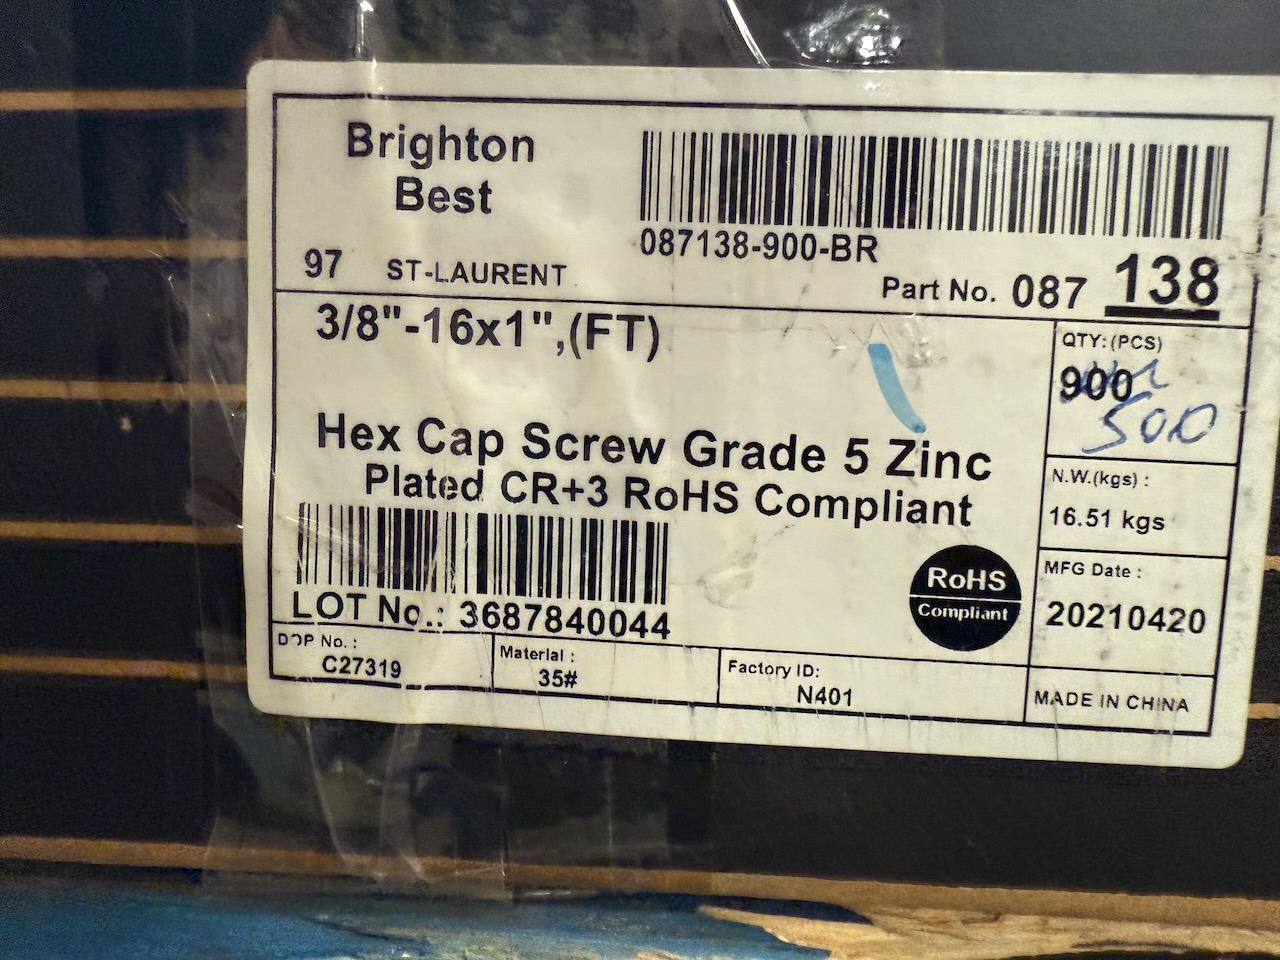 Brighton
Best
087138-900-BR
97 ST-LAURENT
Part No. 087 138
3/8"-16x1",(FT)
QTY:(PCS)
900
500
Hex Cap Screw Grade 5 Zinc
Plated CR+3 RoHS Compliant
N.W.(kgs) :
16.51 kgs
LOT No.: 3687840044
RoHS
Compliant
MFG Date :
20210420
DOP No. :
C27319
Material :
35#
Factory ID:
N401
MADE IN CHINA